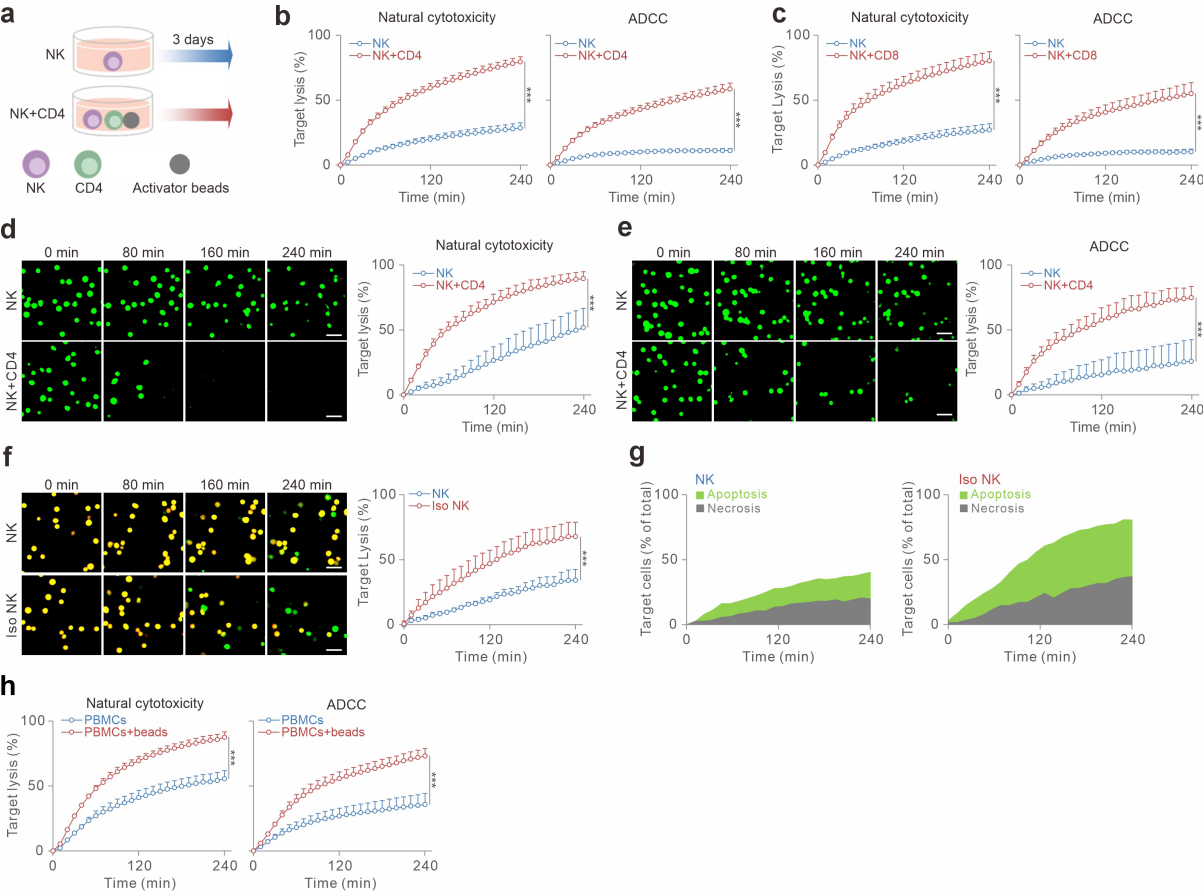 a
NK
3 days
NK+CD4
NK
CD4
Activator beads
b
Natural cytotoxicity
ADCC
Target lysis (%)
100
50
0
NK
NK+CD4
***
0
120
240
Time (min)
NK
NK+CD4
***
0
120
240
Time (min)
c
Natural cytotoxicity
ADCC
Target Lysis (%)
100
50
0
NK
NK+CD8
***
0
120
240
Time (min)
NK
NK+CD8
***
0
120
240
Time (min)
d
0 min
80 min
160 min
240 min
NK
NK+CD4
Natural cytotoxicity
Target lysis (%)
100
50
0
NK
NK+CD4
***
0
120
240
Time (min)
e
0 min
80 min
160 min
240 min
NK
NK+CD4
ADCC
Target lysis (%)
100
50
0
NK
NK+CD4
***
0
120
240
Time (min)
f
0 min
80 min
160 min
240 min
NK
Iso NK
Target Lysis (%)
100
50
0
NK
Iso NK
***
0
120
240
Time (min)
g
NK
Apoptosis
Necrosis
Target cells (% of total)
100
50
0
0
120
240
Time (min)
Iso NK
Apoptosis
Necrosis
Target cells (% of total)
100
50
0
0
120
240
Time (min)
h
Natural cytotoxicity
ADCC
Target lysis (%)
100
50
0
PBMCs
PBMCs+beads
***
0
120
240
Time (min)
PBMCs
PBMCs+beads
***
0
120
240
Time (min)